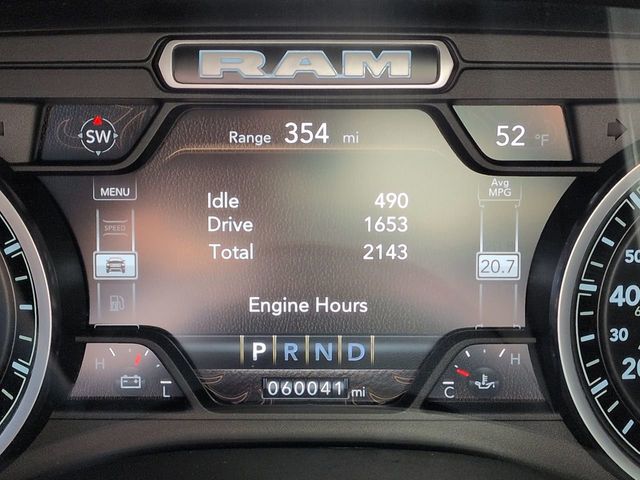 RAM
SW
Range 354 mi
52 °F
MENU
Avg
MPG
SPEED
Idle 490
Drive 1653
Total 2143
20.7
Engine Hours
P R N D
H
L
060041 mi
H
C
50
40
30
20